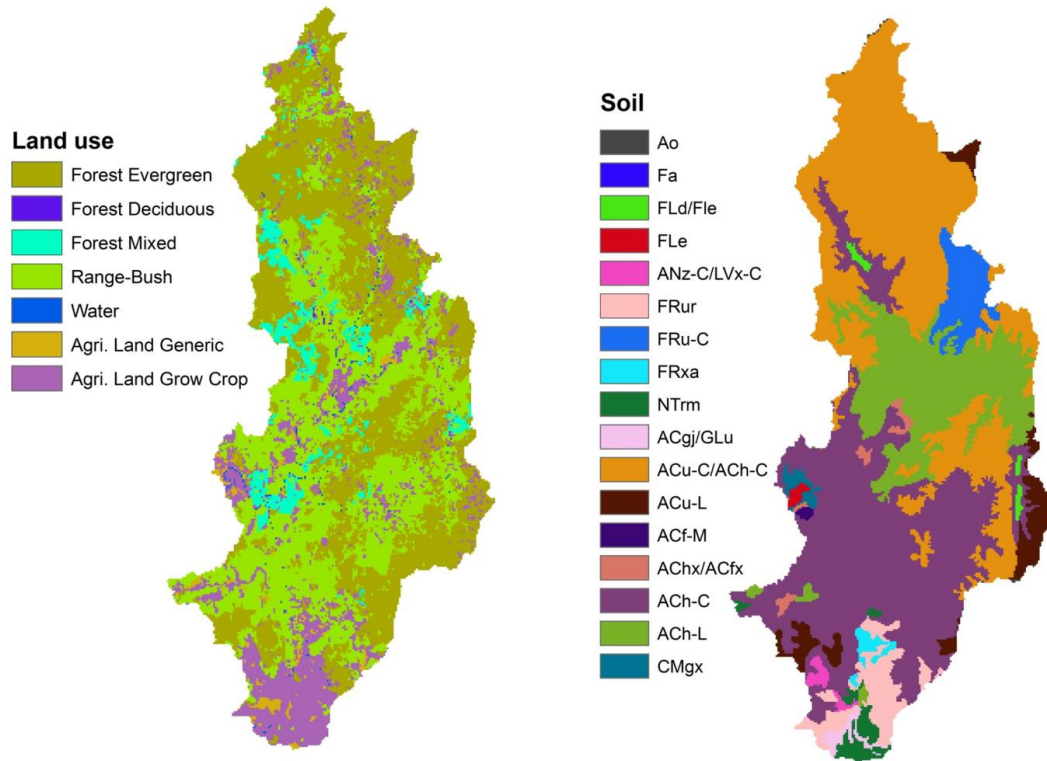 Land use
Forest Evergreen
Forest Deciduous
Forest Mixed
Range-Bush
Water
Agri. Land Generic
Agri. Land Grow Crop
Soil
Ao
Fa
FLd/Fle
FLe
ANz-C/LVx-C
FRur
FRu-C
FRxa
NTrm
ACgj/GLu
ACu-C/ACh-C
ACu-L
ACf-M
AChx/ACfx
ACh-C
ACh-L
CMgx